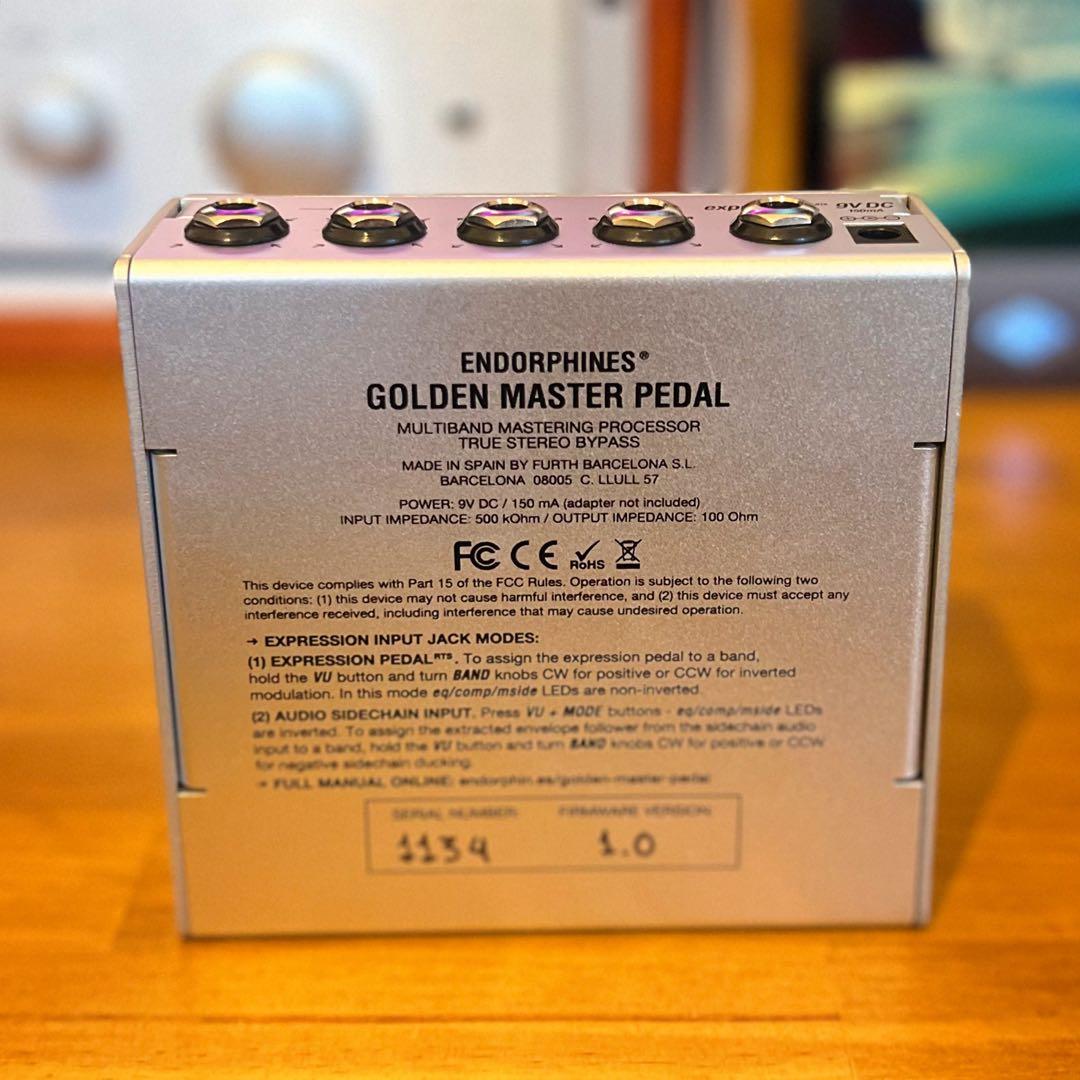 9V DC
150mA
ENDORPHIN.ES®
GOLDEN MASTER PEDAL
MULTIBAND MASTERING PROCESSOR
TRUE STEREO BYPASS
MADE IN SPAIN BY FURTH BARCELONA S.L.
BARCELONA 08005 C. LLULL 57
POWER: 9V DC / 150 mA (adapter not included)
INPUT IMPEDANCE: 500 kOhm / OUTPUT IMPEDANCE: 100 Ohm
FC CE RoHS
This device complies with Part 15 of the FCC Rules. Operation is subject to the following two
conditions: (1) this device may not cause harmful interference, and (2) this device must accept any
interference received, including interference that may cause undesired operation.
→ EXPRESSION INPUT JACK MODES:
(1) EXPRESSION PEDAL RTS. To assign the expression pedal to a band,
hold the VU button and turn BAND knobs CW for positive or CCW for inverted
modulation. In this mode eq/comp/mside LEDs are non-inverted.
(2) AUDIO SIDECHAIN INPUT. Press VU + MODE buttons - eq/comp/mside LEDs
are inverted. To assign the extracted envelope follower from the sidechain audio
input to a band, hold the VU button and turn BAND knobs CW for positive or CCW
for negative sidechain ducking.
→ FULL MANUAL ONLINE: endorphin.es/golden-master-pedal
SERIAL NUMBER: FIRMWARE VERSION:
1134 1.0